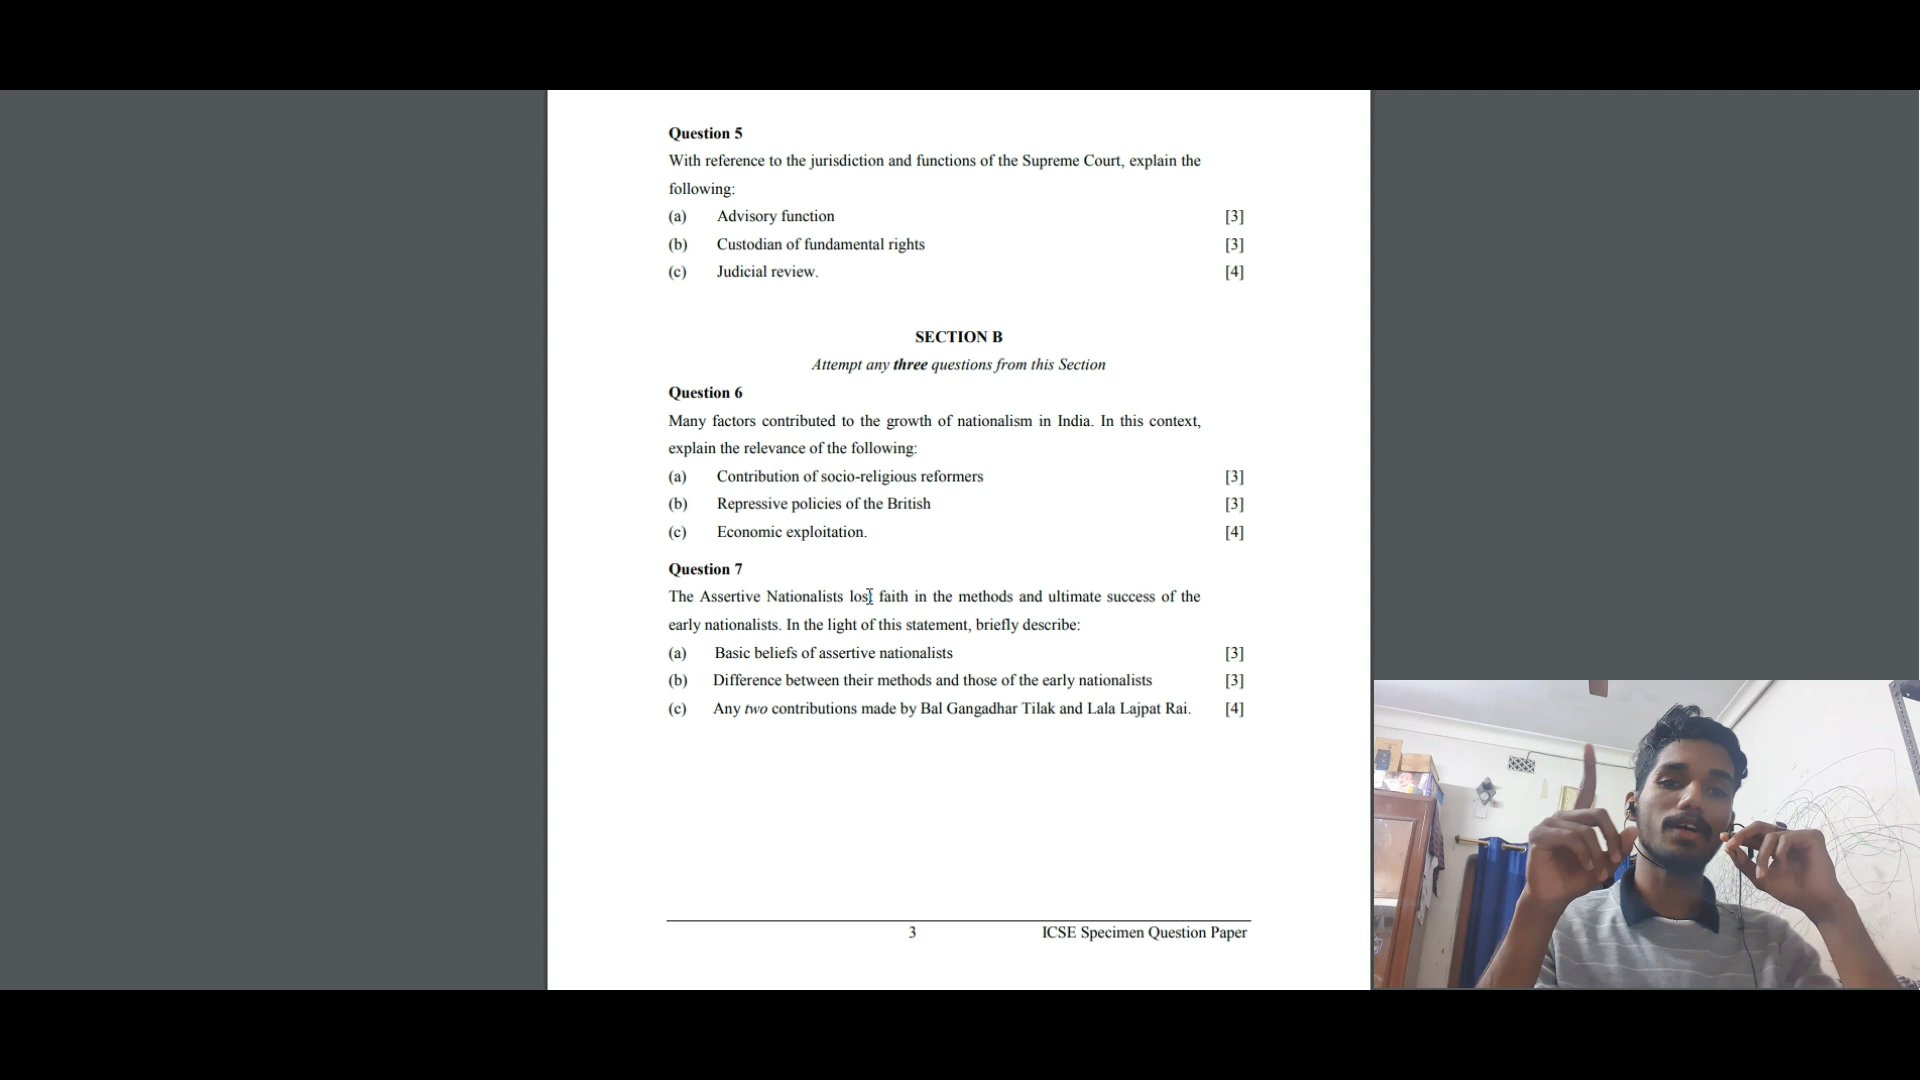 Question 5
With reference to the jurisdiction and functions of the Supreme Court, explain the
following:
(a) Advisory function [3]
(b) Custodian of fundamental rights [3]
(c) Judicial review. [4]
SECTION B
Attempt any three questions from this Section
Question 6
Many factors contributed to the growth of nationalism in India. In this context,
explain the relevance of the following:
(a) Contribution of socio-religious reformers [3]
(b) Repressive policies of the British [3]
(c) Economic exploitation. [4]
Question 7
The Assertive Nationalists lost faith in the methods and ultimate success of the
early nationalists. In the light of this statement, briefly describe:
(a) Basic beliefs of assertive nationalists [3]
(b) Difference between their methods and those of the early nationalists [3]
(c) Any two contributions made by Bal Gangadhar Tilak and Lala Lajpat Rai. [4]
3 ICSE Specimen Question Paper